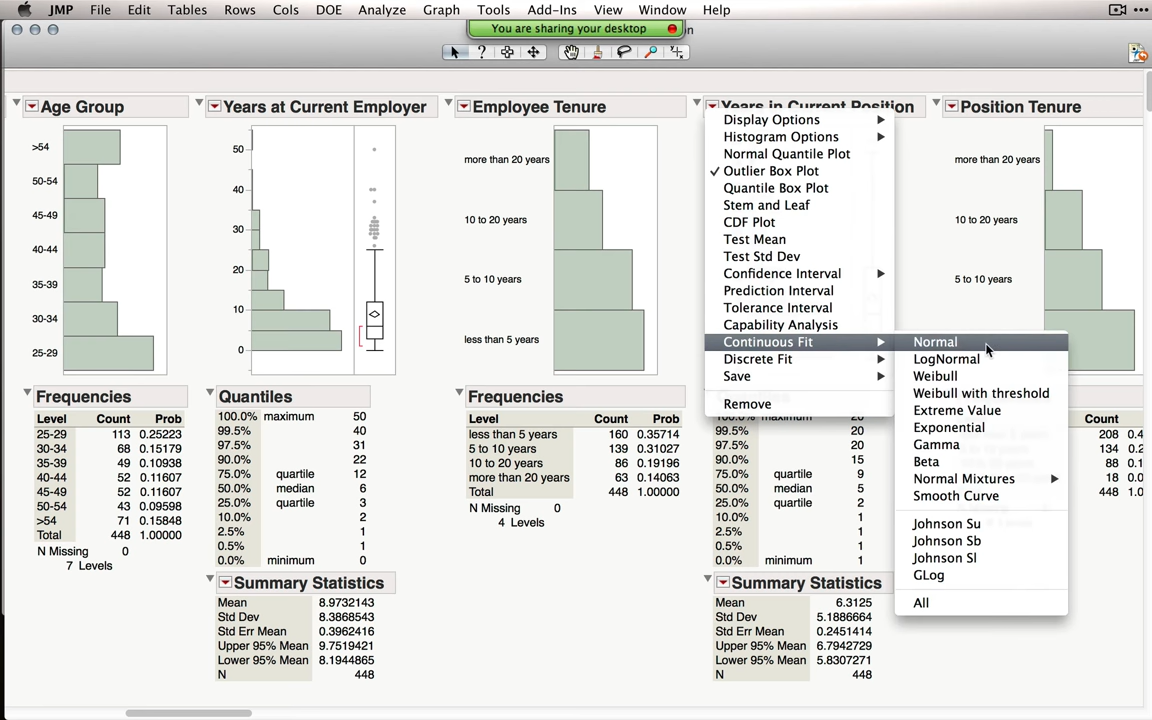 JMP File Edit Tables Rows Cols DOE Analyze Graph Tools Add-Ins View Window Help
You are sharing your desktop
Age Group
>54
50-54
45-49
40-44
35-39
30-34
25-29
Frequencies
Level Count Prob
25-29 113 0.25223
30-34 68 0.15179
35-39 49 0.10938
40-44 52 0.11607
45-49 52 0.11607
50-54 43 0.09598
>54 71 0.15848
Total 448 1.00000
N Missing 0
7 Levels
Years at Current Employer
50
40
30
20
10
0
Quantiles
100.0% maximum 50
99.5% 40
97.5% 31
90.0% 22
75.0% quartile 12
50.0% median 6
25.0% quartile 3
10.0% 2
2.5% 1
0.5% 1
0.0% minimum 0
Summary Statistics
Mean 8.9732143
Std Dev 8.3868543
Std Err Mean 0.3962416
Upper 95% Mean 9.7519421
Lower 95% Mean 8.1944865
N 448
Employee Tenure
more than 20 years
10 to 20 years
5 to 10 years
less than 5 years
Frequencies
Level Count Prob
less than 5 years 160 0.35714
5 to 10 years 139 0.31027
10 to 20 years 86 0.19196
more than 20 years 63 0.14063
Total 448 1.00000
N Missing 0
4 Levels
Years in Current Position
Display Options
Histogram Options
Normal Quantile Plot
✓ Outlier Box Plot
Quantile Box Plot
Stem and Leaf
CDF Plot
Test Mean
Test Std Dev
Confidence Interval
Prediction Interval
Tolerance Interval
Capability Analysis
Continuous Fit
Discrete Fit
Save
Remove
Normal
LogNormal
Weibull
Weibull with threshold
Extreme Value
Exponential
Gamma
Beta
Normal Mixtures
Smooth Curve
Johnson Su
Johnson Sb
Johnson Sl
GLog
All
100.0% maximum 20
99.5% 20
97.5% 20
90.0% 15
75.0% quartile 9
50.0% median 5
25.0% quartile 2
10.0% 1
2.5% 1
0.5% 1
0.0% minimum 1
Summary Statistics
Mean 6.3125
Std Dev 5.1886664
Std Err Mean 0.2451414
Upper 95% Mean 6.7942729
Lower 95% Mean 5.8307271
N 448
Position Tenure
more than 20 years
10 to 20 years
5 to 10 years
Count Prob
208 0.4
134 0.2
88 0.1
18 0.0
448 1.0